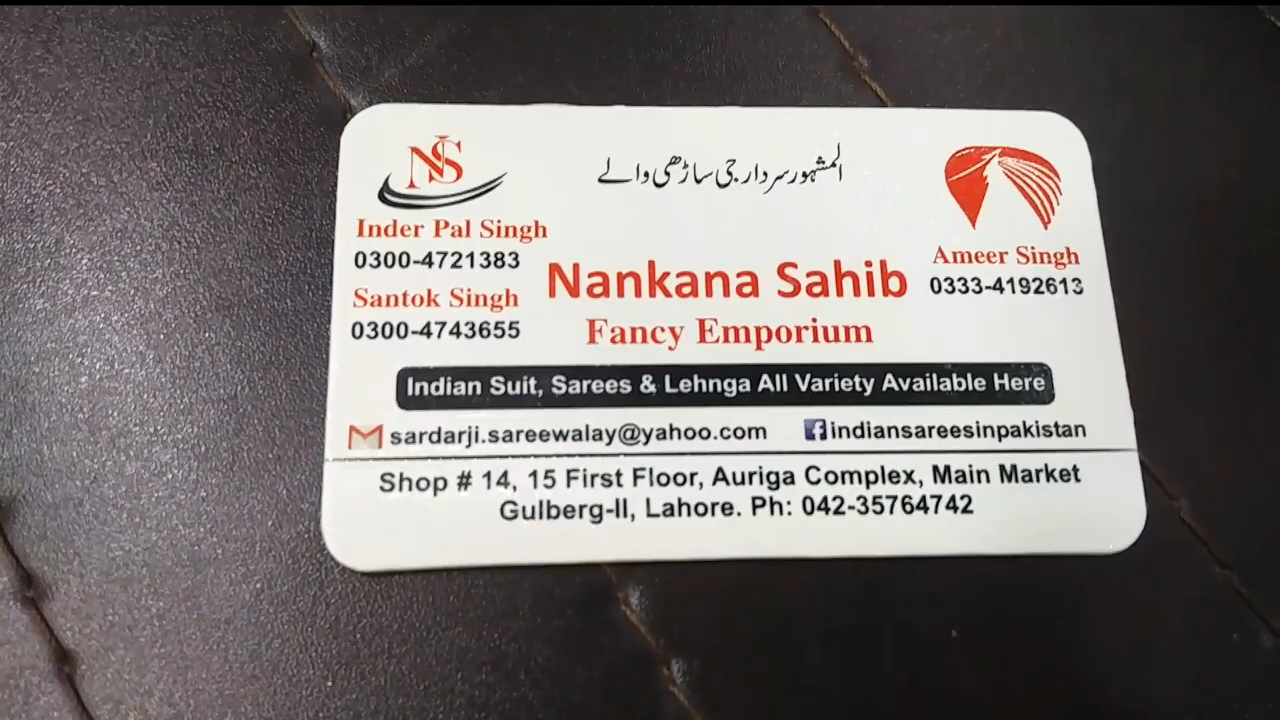 NIS
المشہور سردار جی ساڑھی والے
Inder Pal Singh
0300-4721383
Santok Singh
0300-4743655
Ameer Singh
0333-4192613
Nankana Sahib
Fancy Emporium
Indian Suit, Sarees & Lehnga All Variety Available Here
sardarji.sareewalay@yahoo.com
indiansareesinpakistan
Shop # 14, 15 First Floor, Auriga Complex, Main Market
Gulberg-II, Lahore. Ph: 042-35764742